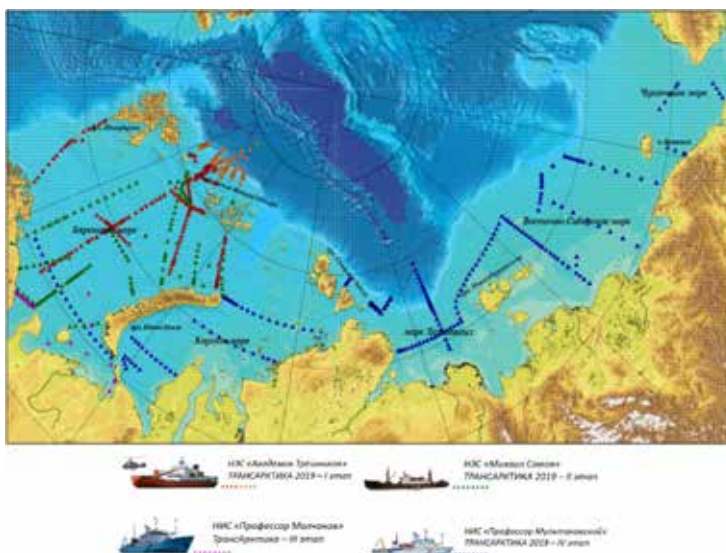 Чукотское море
Восточно-Сибирское море
Баренцево море
море Лаптевых
Карское море
НЭС «Академик Трёшников»
ТРАНСАРКТИКА 2019 – I этап
НЭС «Михаил Сомов»
ТРАНСАРКТИКА 2019 – II этап
НИС «Профессор Молчанов»
ТрансАрктика – III этап
НИС «Профессор Мультановский»
ТРАНСАРКТИКА 2019 – IV этап